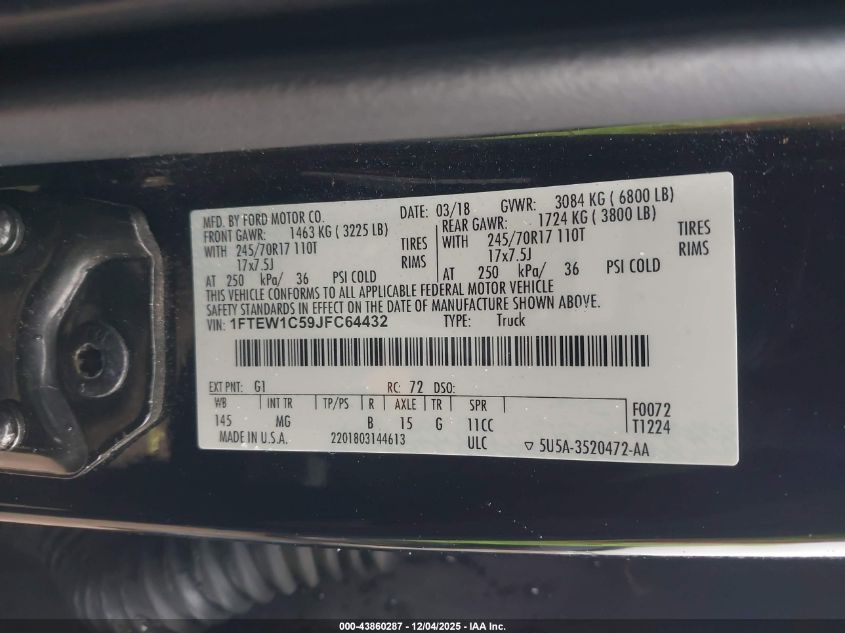 MFD. BY FORD MOTOR CO. DATE: 03/18 GVWR: 3084 KG ( 6800 LB)
FRONT GAWR: 1463 KG ( 3225 LB) REAR GAWR: 1724 KG ( 3800 LB)
WITH 245/70R17 110T TIRES WITH 245/70R17 110T TIRES
17x7.5J RIMS 17x7.5J RIMS
AT 250 kPa/ 36 PSI COLD AT 250 kPa/ 36 PSI COLD
THIS VEHICLE CONFORMS TO ALL APPLICABLE FEDERAL MOTOR VEHICLE
SAFETY STANDARDS IN EFFECT ON THE DATE OF MANUFACTURE SHOWN ABOVE.
VIN: 1FTEW1C59JFC64432 TYPE: Truck
EXT PNT: G1 RC: 72 DSO:
WB INT TR TP/PS R AXLE TR SPR F0072
145 MG B 15 G 11CC T1224
MADE IN U.S.A. 2201803144613 ULC ▽ 5U5A-3520472-AA
000-43860287 - 12/04/2025 - IAA Inc.